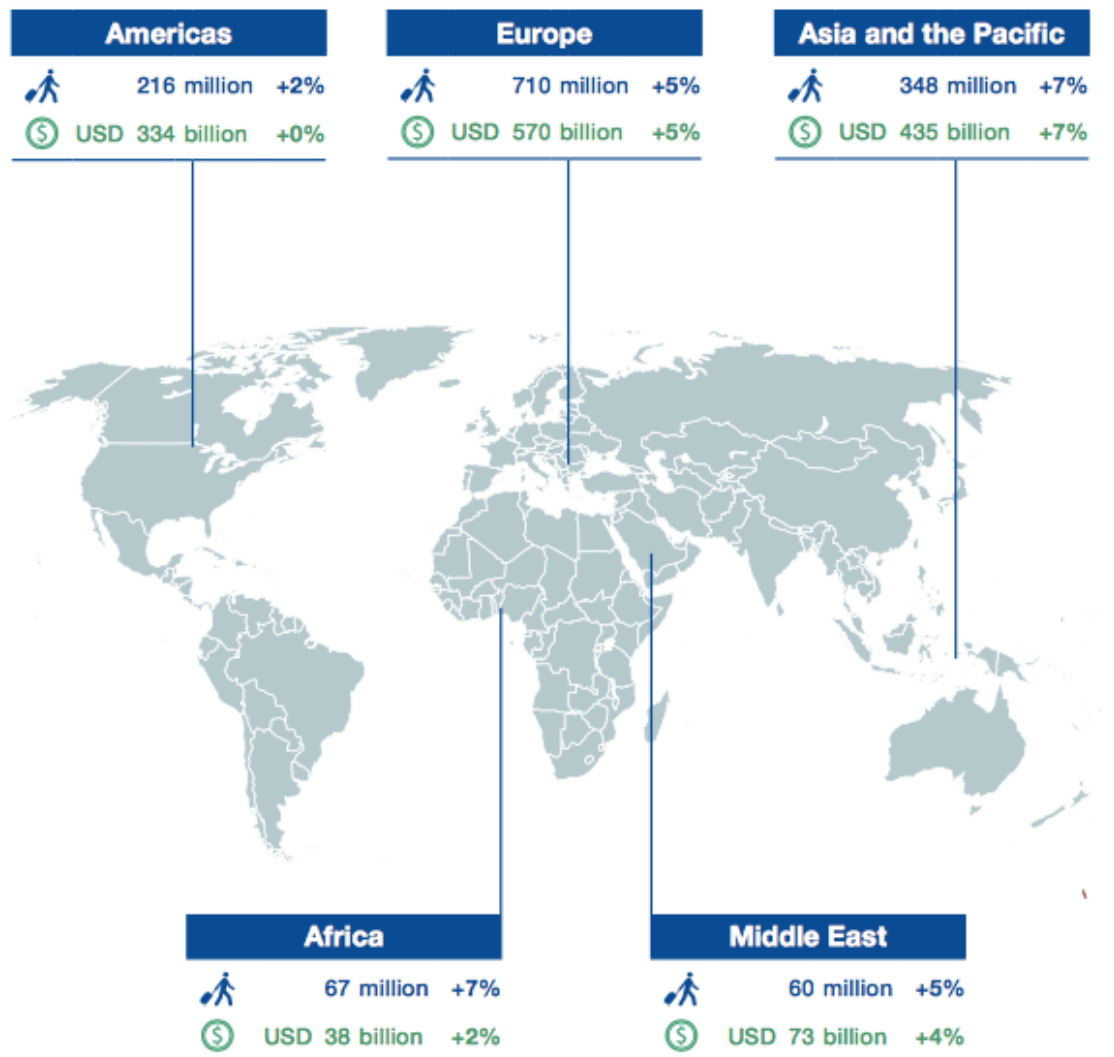 Americas
216 million +2%
$ USD 334 billion +0%
Europe
710 million +5%
$ USD 570 billion +5%
Asia and the Pacific
348 million +7%
$ USD 435 billion +7%
Africa
67 million +7%
$ USD 38 billion +2%
Middle East
60 million +5%
$ USD 73 billion +4%